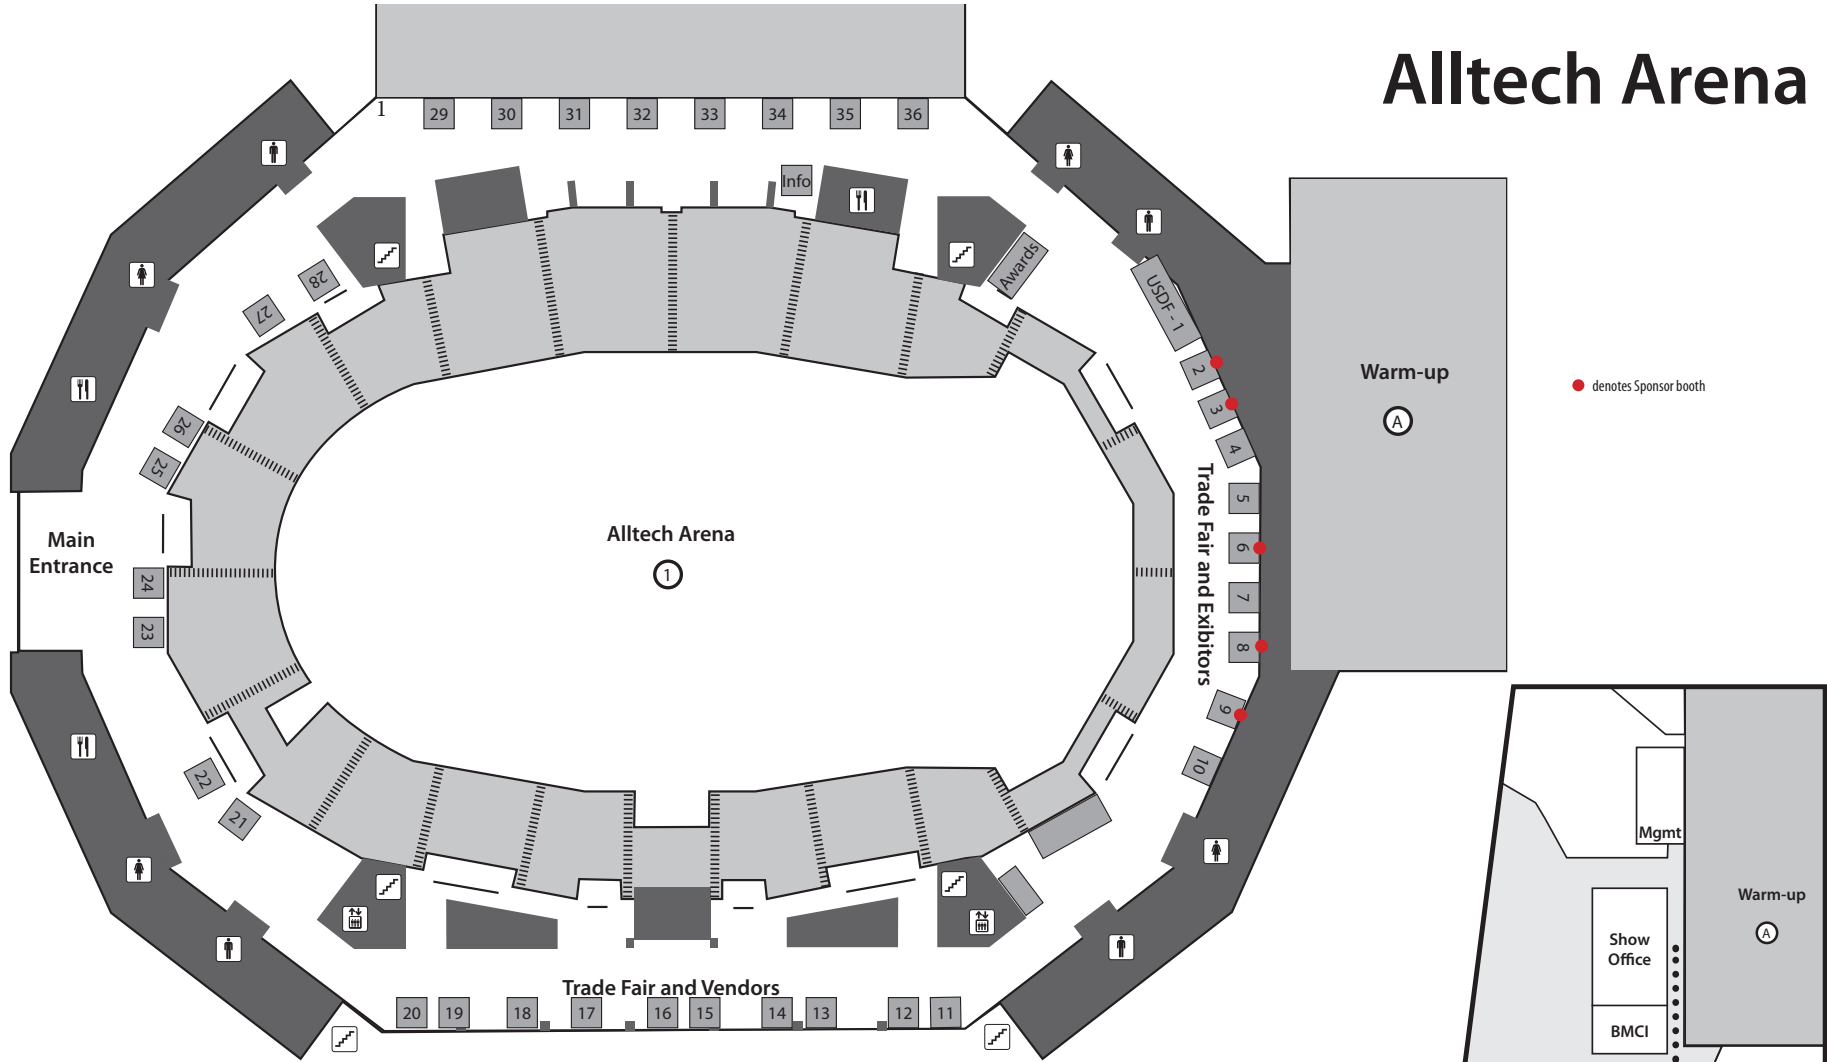 Alltech Arena
1
29
30
31
32
33
34
35
36
Info
Awards
28
27
26
25
24
23
22
21
Main
Entrance
Alltech Arena
1
USDF - 1
2
3
4
5
6
7
8
9
10
Trade Fair and Exibitors
Warm-up
A
denotes Sponsor booth
Trade Fair and Vendors
20
19
18
17
16
15
14
13
12
11
Mgmt
Warm-up
A
Show
Office
BMCI